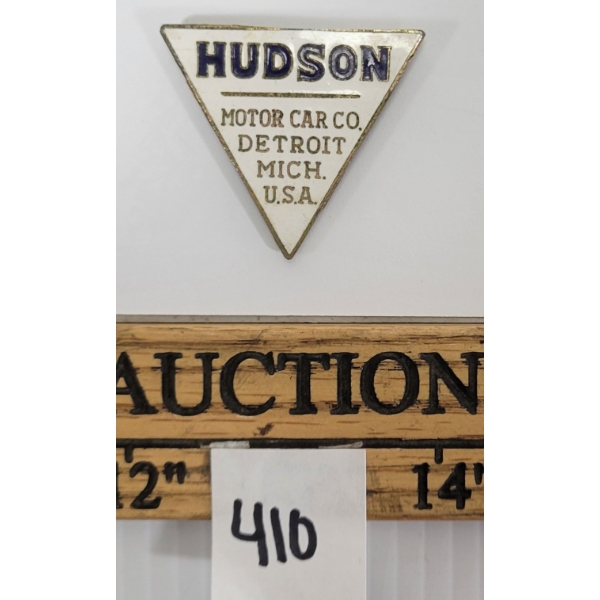 HUDSON
MOTOR CAR CO.
DETROIT
MICH.
U.S.A.
AUCTION
12" 14"
410